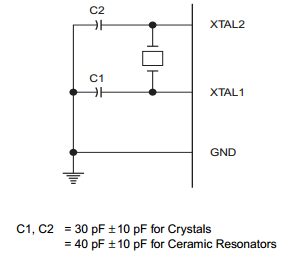 C2
XTAL2
C1
XTAL1
GND
C1, C2 = 30 pF ±10 pF for Crystals
= 40 pF ±10 pF for Ceramic Resonators